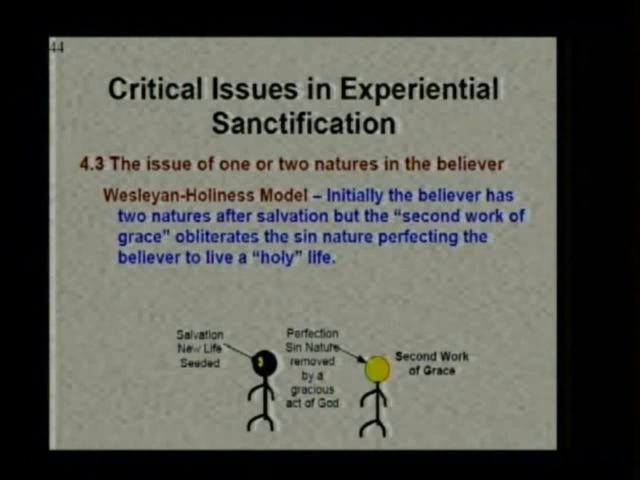 44
Critical Issues in Experiential
Sanctification
4.3 The issue of one or two natures in the believer
Wesleyan-Holiness Model – Initially the believer has
two natures after salvation but the “second work of
grace” obliterates the sin nature perfecting the
believer to live a “holy” life.
Salvation
New Life
Seeded
Perfection
Sin Nature
removed
by a
gracious
act of God
Second Work
of Grace